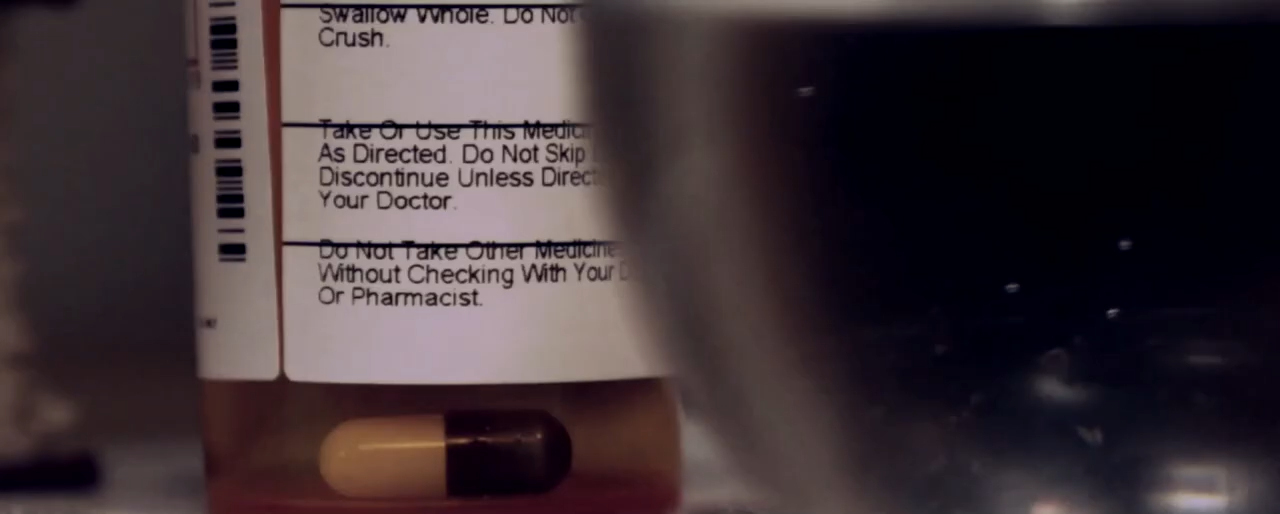 Swallow Whole. Do Not
Crush.
Take Or Use This
As Directed. Do Not Skip
Discontinue Unless
Your Doctor.
Do Not Take Other
Without Checking With Your
Or Pharmacist.